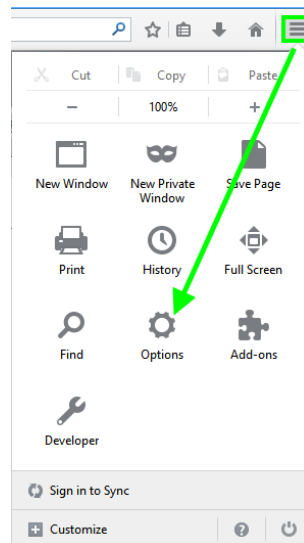 Cut Copy Paste
− 100% +
New Window New Private Save Page
Window
Print History Full Screen
Find Options Add-ons
Developer
Sign in to Sync
Customize